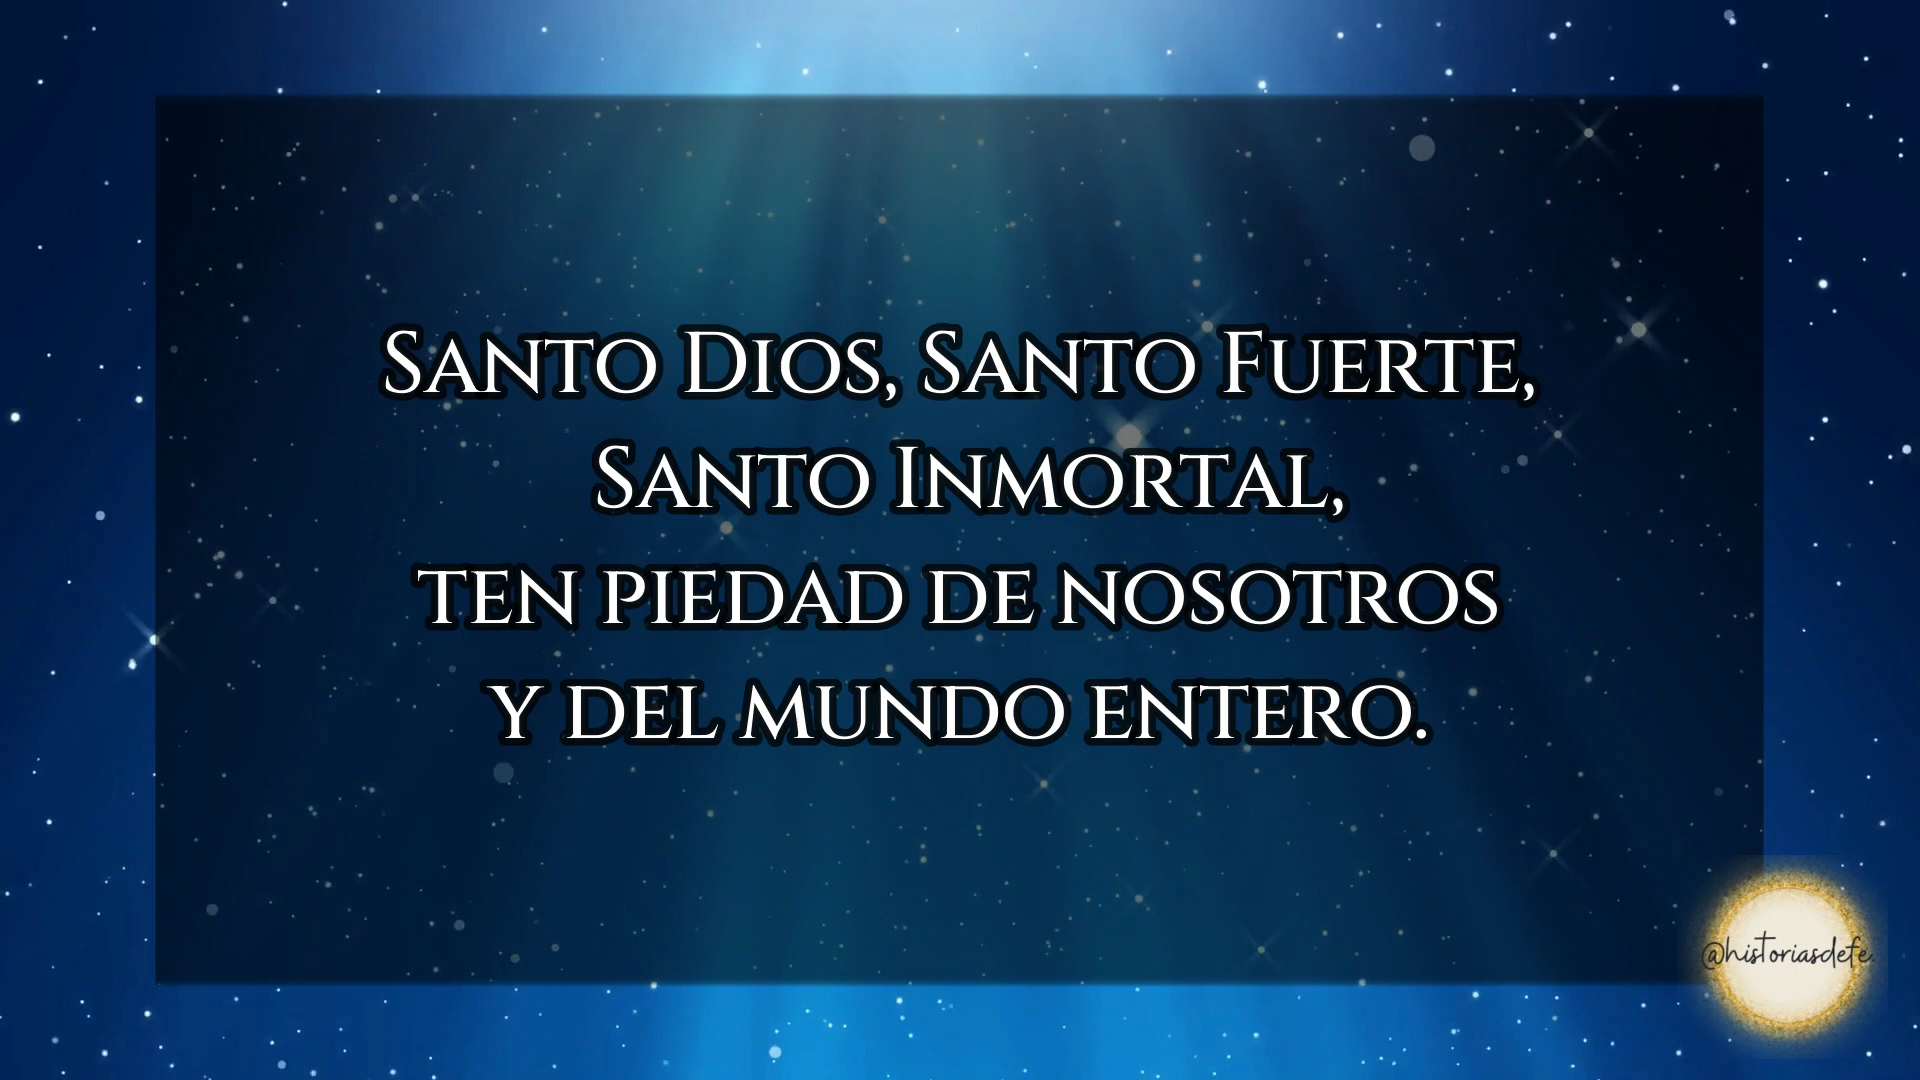 Santo Dios, Santo Fuerte,
Santo Inmortal,
ten piedad de nosotros
y del mundo entero.
@historiasdefe